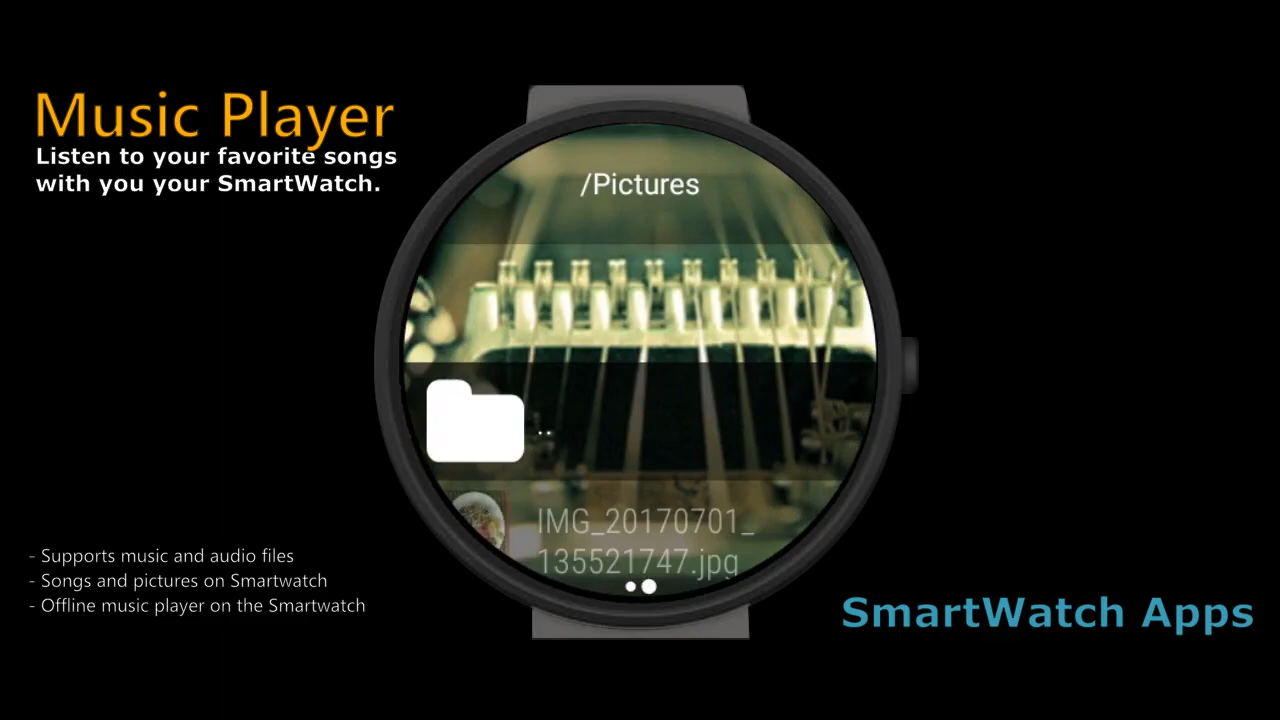 Music Player
Listen to your favorite songs
with you your SmartWatch.
/Pictures
..
IMG_20170701_
135521747.jpg
- Supports music and audio files
- Songs and pictures on Smartwatch
- Offline music player on the Smartwatch
SmartWatch Apps